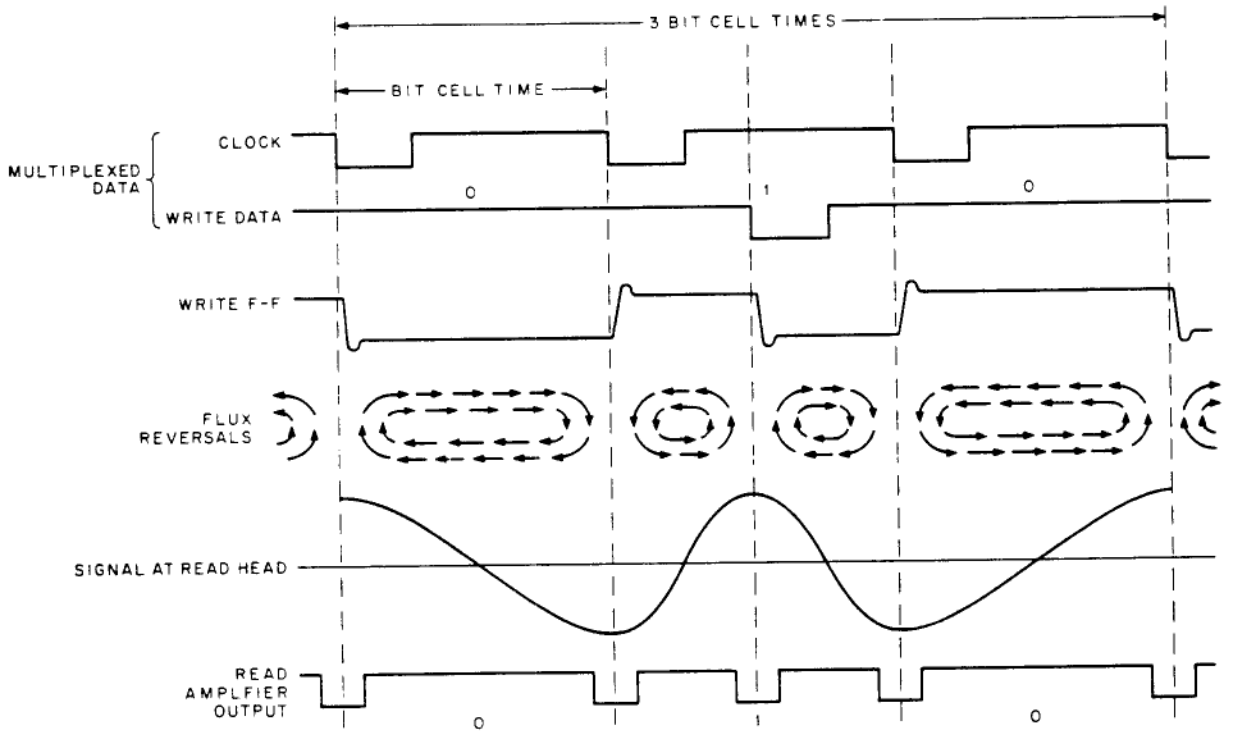 3 BIT CELL TIMES
BIT CELL TIME
CLOCK
MULTIPLEXED
DATA
0
1
0
WRITE DATA
WRITE F-F
FLUX
REVERSALS
SIGNAL AT READ HEAD
READ
AMPLFIER
OUTPUT
0
1
0